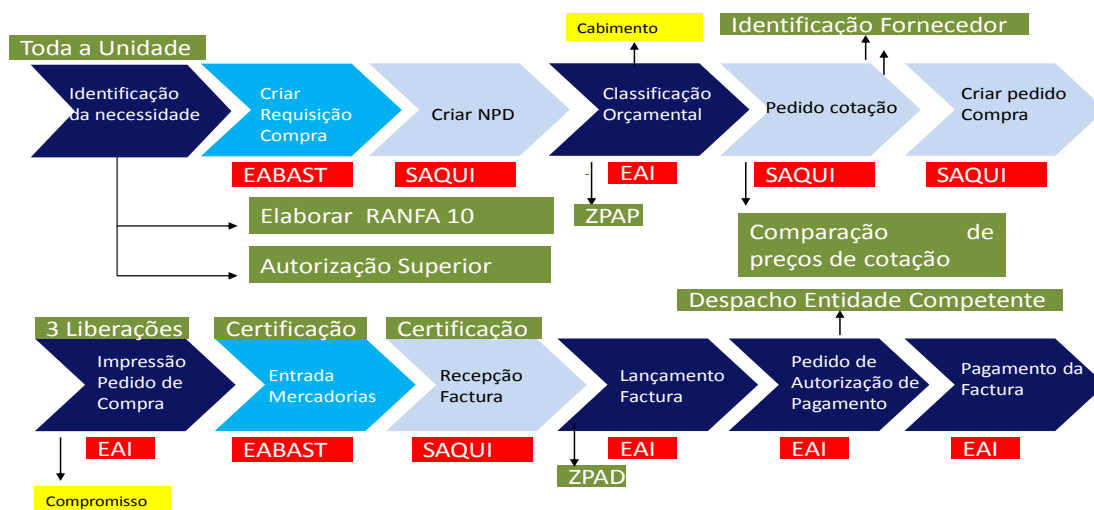 Cabimento
Identificação Fornecedor
Toda a Unidade
Identificação
da necessidade
Criar
Requisição
Compra
Criar NPD
Classificação
Orçamental
Pedido cotação
Criar pedido
Compra
EABAST
SAQUI
EAI
SAQUI
SAQUI
Elaborar RANFA 10
ZPAP
Autorização Superior
Comparação de
preços de cotação
Despacho Entidade Competente
3 Liberações
Certificação
Certificação
Impressão
Pedido de
Compra
Entrada
Mercadorias
Recepção
Factura
Lançamento
Factura
Pedido de
Autorização de
Pagamento
Pagamento da
Factura
EAI
EABAST
SAQUI
EAI
EAI
EAI
ZPAD
Compromisso